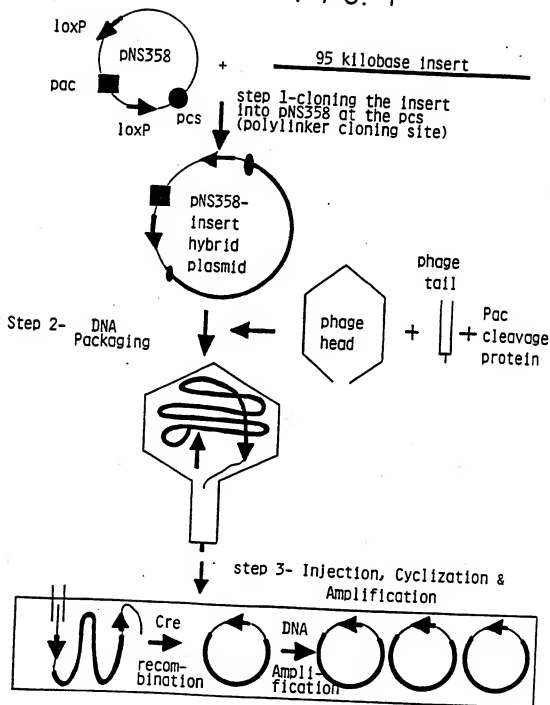 loxP
pNS358
pac
loxP
pcs
+
95 kilobase insert
step 1-cloning the insert
into pNS358 at the pcs
(polylinker cloning site)
pNS358-
insert
hybrid
plasmid
Step 2- DNA
Packaging
phage
head
+
phage
tail
+
Pac
cleavage
protein
step 3- Injection, Cyclization &
Amplification
Cre
recom-
bination
DNA
Ampli-
fication